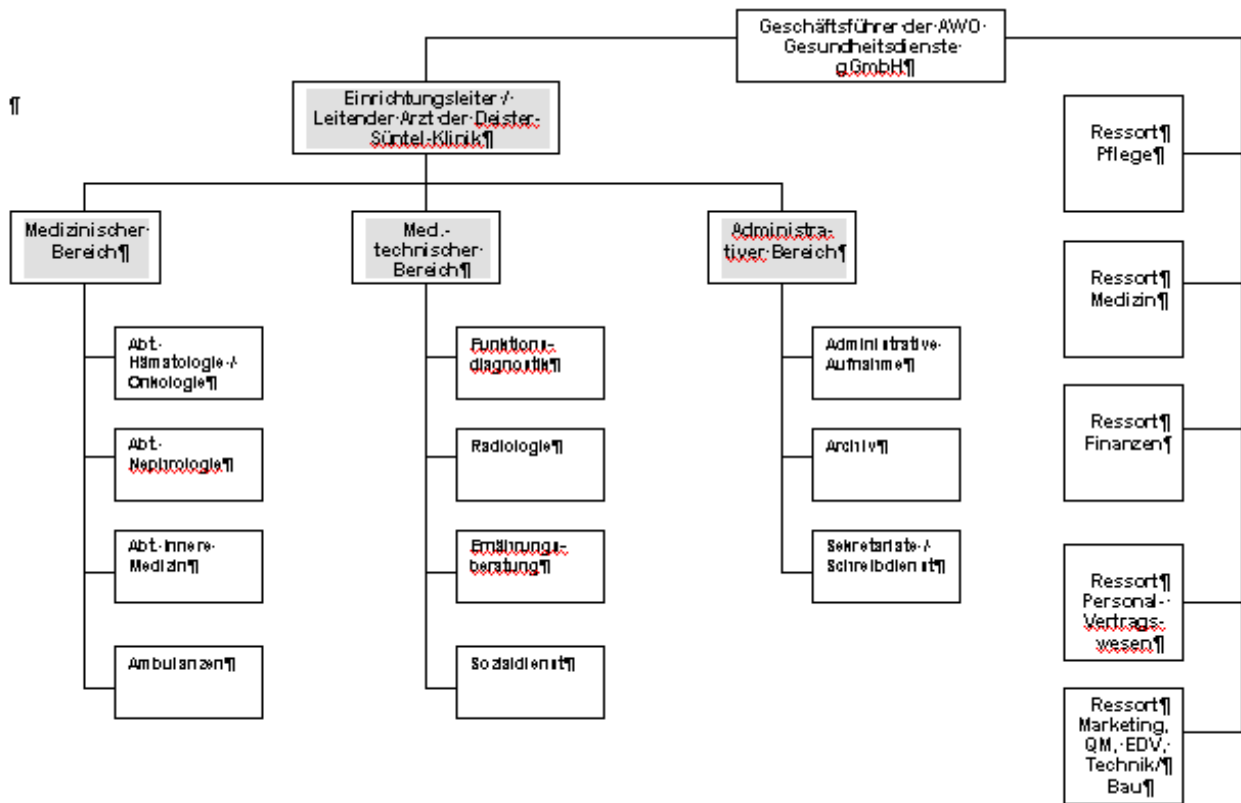 Geschäftsführer der AWO
Gesundheitsdienste
gGmbH¶
¶
Einrichtungsleiter /
Leitender Arzt der Deister-
Süntel-Klinik¶
Medizinischer
Bereich¶
Med.-
technischer
Bereich¶
Administra-
tiver Bereich¶
Abt.
Hämatologie /
Onkologie¶
Abt.
Nephrologie¶
Abt. Innere
Medizin¶
Ambulanzen¶
Funktions-
diagnostik¶
Radiologie¶
Ernährungs-
beratung¶
Sozialdienst¶
Administrative
Aufnahme¶
Archiv¶
Sekretariate /
Schreibdienst¶
Ressort¶
Pflege¶
Ressort¶
Medizin¶
Ressort¶
Finanzen¶
Ressort¶
Personal-
Vertrags-
wesen¶
Ressort¶
Marketing,
QM, EDV,
Technik/¶
Bau¶